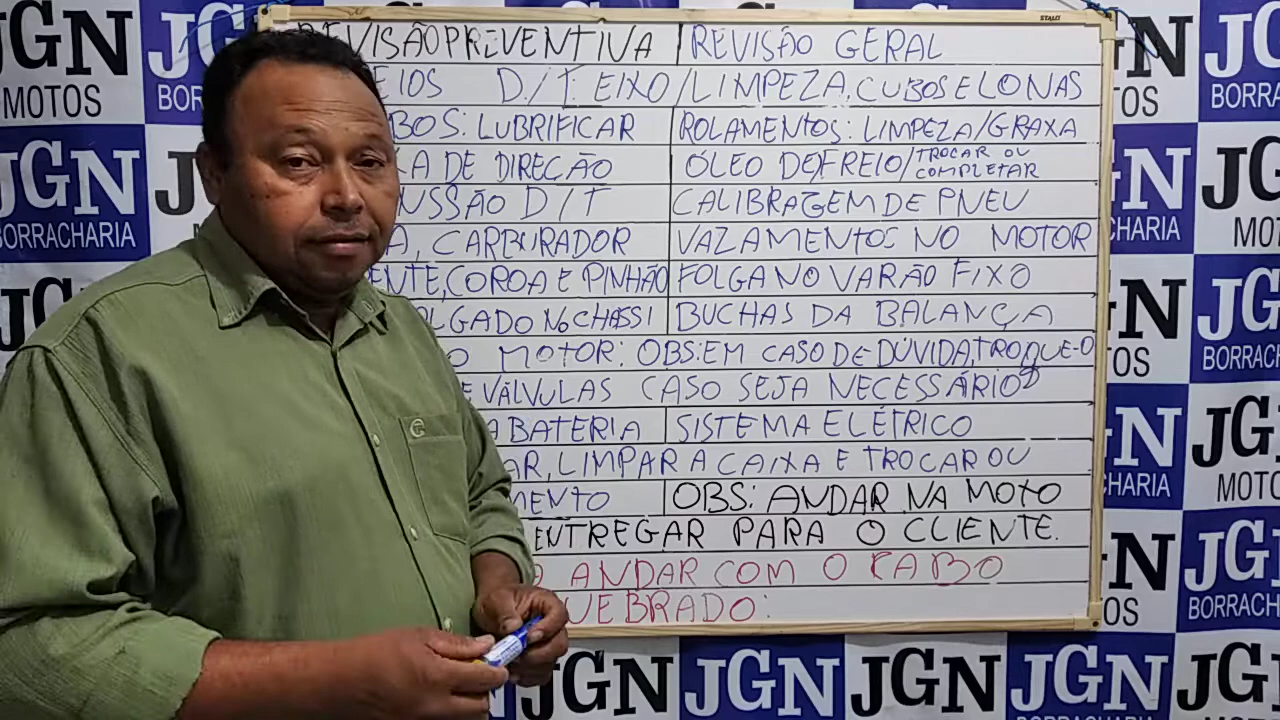 REVISÃO PREVENTIVA | REVISÃO GERAL
D/T EIXO/LIMPEZA, CUBOS E LONAS
LUBRIFICAR | ROLAMENTOS: LIMPEZA/GRAXA
DE DIREÇÃO | ÓLEO DE FREIO/TROCAR OU COMPLETAR
D/T | CALIBRAGEM DE PNEU
CARBURADOR | VAZAMENTOS NO MOTOR
COROA E PINHÃO | FOLGA NO VARÃO FIXO
NO CHASSI | BUCHAS DA BALANÇA
MOTOR: OBS: EM CASO DE DÚVIDA, TROQUE-O
VÁLVULAS CASO SEJA NECESSÁRIO
BATERIA | SISTEMA ELÉTRICO
LIMPAR A CAIXA E TROCAR OU
OBS: ANDAR NA MOTO
ENTREGAR PARA O CLIENTE.
ANDAR COM O CABO
UEBRADO:
JGN MOTOS
JGN BORRACHARIA